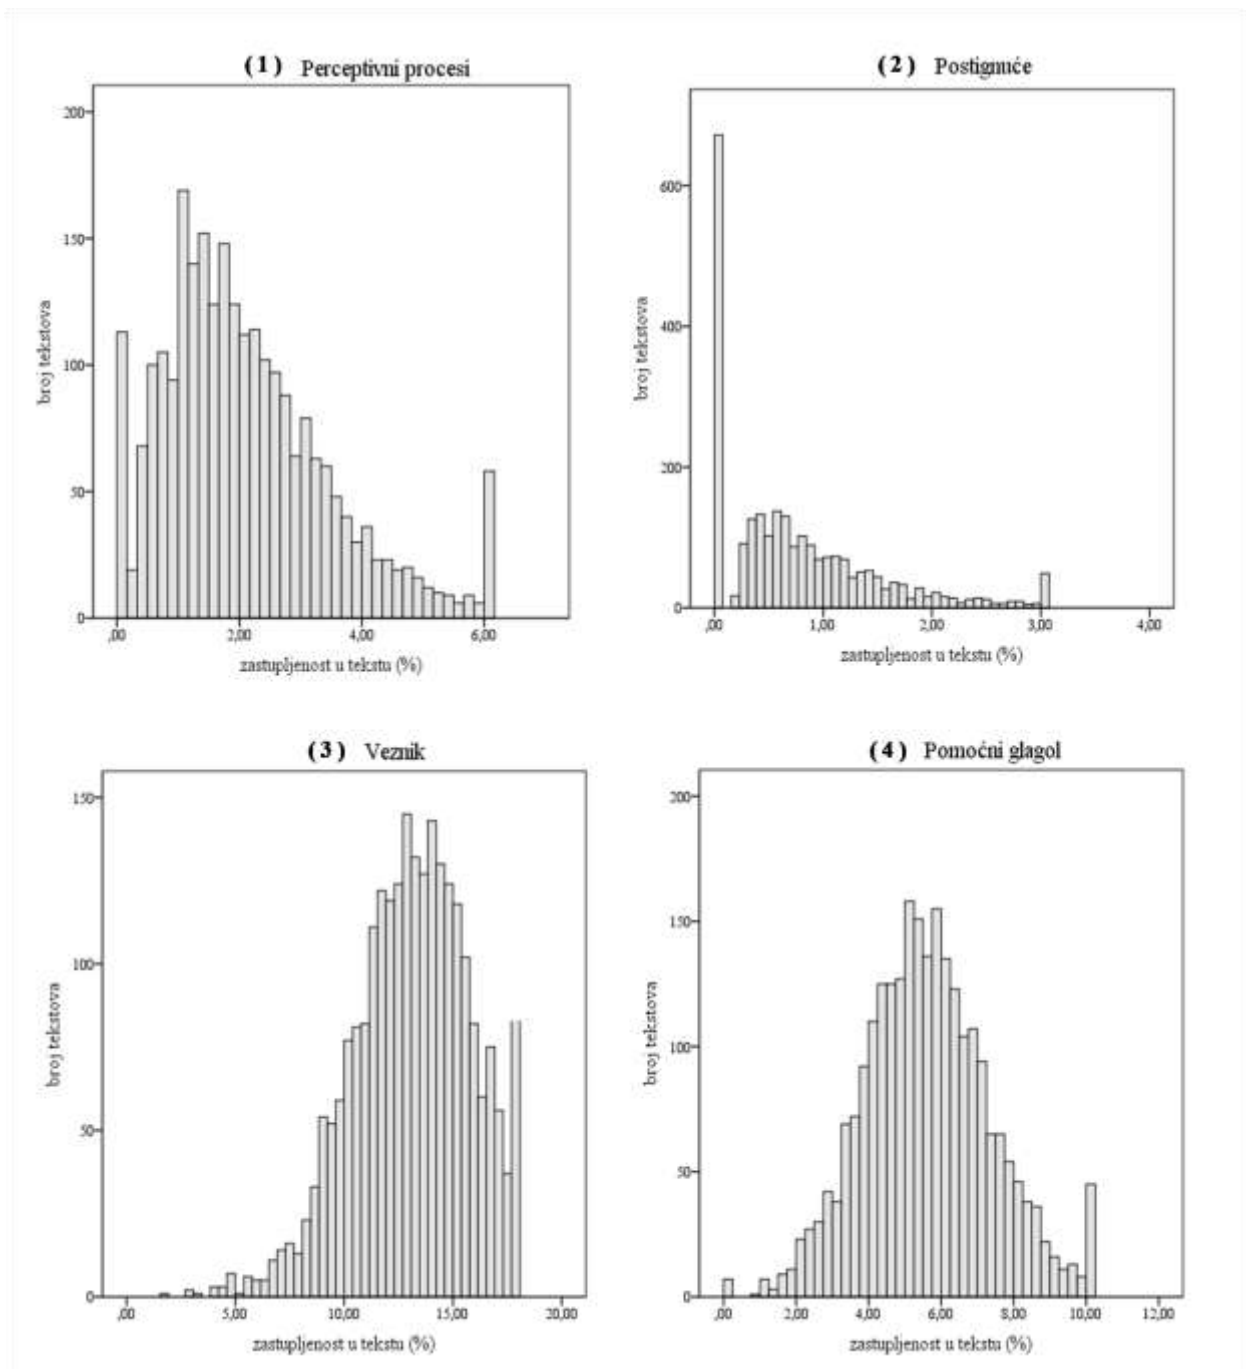 (1) Perceptivni procesi
200
150
100
50
0
broj tekstova
,00 2,00 4,00 6,00
zastupljenost u tekstu (%)
(2) Postignuće
600
400
200
0
broj tekstova
,00 1,00 2,00 3,00 4,00
zastupljenost u tekstu (%)
(3) Veznik
150
100
50
0
broj tekstova
,00 5,00 10,00 15,00 20,00
zastupljenost u tekstu (%)
(4) Pomoćni glagol
200
150
100
50
0
broj tekstova
,00 2,00 4,00 6,00 8,00 10,00 12,00
zastupljenost u tekstu (%)